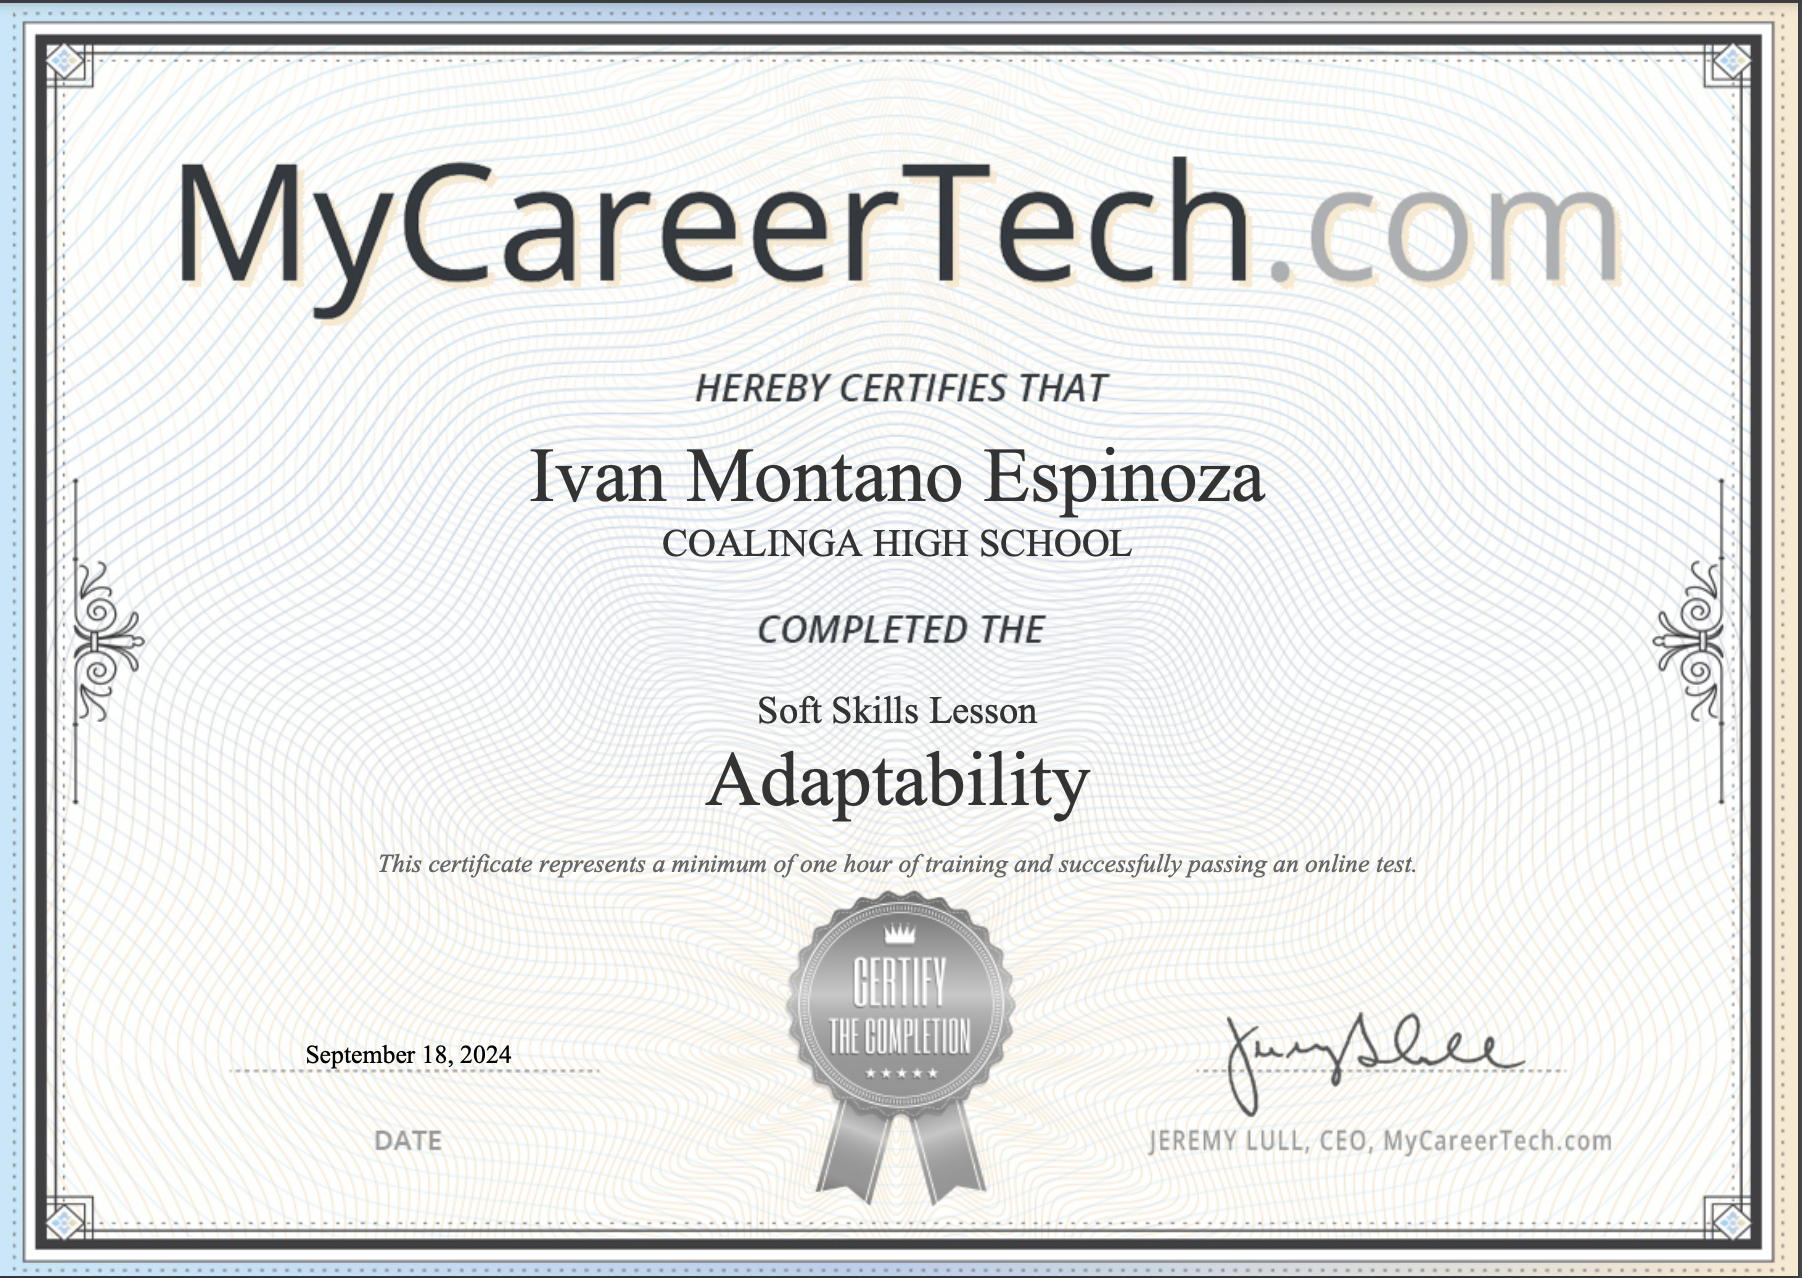 MyCareerTech.com
HEREBY CERTIFIES THAT
Ivan Montano Espinoza
COALINGA HIGH SCHOOL
COMPLETED THE
Soft Skills Lesson
Adaptability
This certificate represents a minimum of one hour of training and successfully passing an online test.
CERTIFY
THE COMPLETION
September 18, 2024
DATE
JEREMY LULL, CEO, MyCareerTech.com